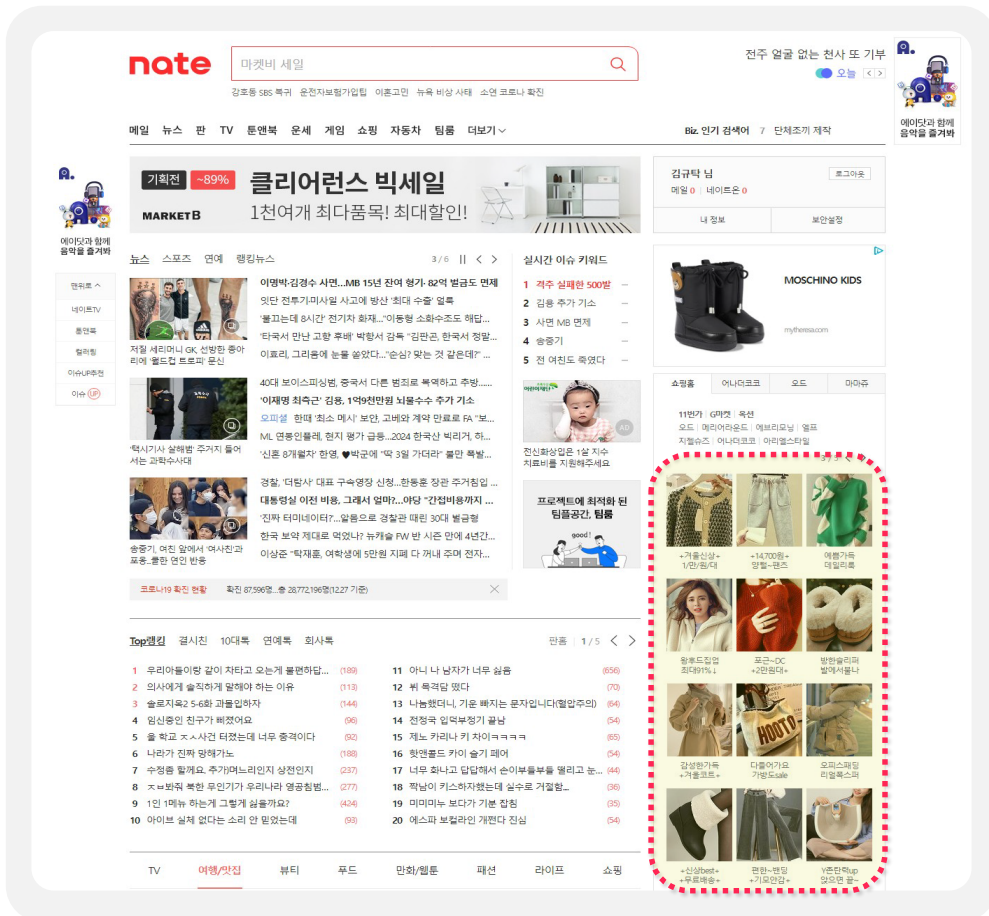 nate
마켓비 세일
강호동 SBS 복귀 운전자보험가입팁 이혼고민 뉴욕 비상 사태 소연 코로나 확진
전주 얼굴 없는 천사 또 기부
오늘
A.
에이닷과 함께
음악을 즐겨봐
메일 뉴스 판 TV 툰앤북 운세 게임 쇼핑 자동차 팀룸 더보기
Biz. 인기 검색어 7 단체조끼 제작
A.
에이닷과 함께
음악을 즐겨봐
맨위로
네이트TV
툰앤북
컬러링
이슈UP추천
이슈 UP
기획전 ~89% 클리어런스 빅세일
MARKET B 1천여개 최다품목! 최대할인!
김규탁 님 로그아웃
메일 0 네이트온 0
내 정보 보안설정
뉴스 스포츠 연예 랭킹뉴스 3 / 6
저질 세리머니 GK, 선방한 종아
리에 '월드컵 트로피' 문신
'택시기사 살해범' 주거지 들어
서는 과학수사대
송중기, 여친 앞에서 '여사친'과
포옹...쿨한 연인 반응
이명박·김경수 사면...MB 15년 잔여 형기· 82억 벌금도 면제
잇단 전투기·미사일 사고에 방산 '최대 수출' 얼룩
'물끄는데 8시간' 전기차 화재..."이동형 소화수조도 해답...
"타국서 만난 고향 후배' 박항서 감독 "김판곤, 한국서 정말...
이효리, 그리움에 눈물 쏟았다..."순심? 맞는 것 같은데?" ...
40대 보이스피싱범, 중국서 다른 범죄로 복역하고 추방......
'이재명 최측근' 김용, 1억9천만원 뇌물수수 추가 기소
오피셜 한때 '최소 메시' 보얀, 고베와 계약 만료로 FA "보...
ML 연봉인플레, 현지 평가 급등...2024 한국산 빅리거, 하...
'신혼 8개월차' 한영, ♥박군에 "딱 3일 가더라" 불만 폭발...
경찰, '더탐사' 대표 구속영장 신청...한동훈 장관 주거침입 ...
대통령실 이전 비용, 그래서 얼마?...야당 "간접비용까지 ...
'진짜 터미네이터?'...알몸으로 경찰관 때린 30대 벌금형
한국 보약 제대로 먹었나? 뉴캐슬 FW 반 시즌 만에 4년간...
이상준 "탁재훈, 여학생에 5만원 지폐 다 꺼내 주며 전자...
실시간 이슈 키워드
1 격추 실패한 500발
2 김용 추가 기소
3 사면 MB 면제
4 송중기
5 전 여친도 죽였다
어린이재단
AD
전신화상입은 1살 지수
치료비를 지원해주세요
프로젝트에 최적화 된
템플공간, 팀룸
good!
코로나19 확진 현황 확진 87,596명...총 28,772,196명(12.27 기준)
MOSCHINO KIDS
mytheresa.com
쇼핑홈 어나더코코 오드 마마쥬
11번가 G마켓 옥션
오드 메리어라운드 에브리모닝 엘프
지젤슈즈 어나더코코 아리엘스타일
3 / 5
+겨울신상+
1/만/원/대
+14,700원+
양털~팬츠
예쁨가득
데일리룩
왕후드집업
최대91%↓
포근~DC
+2만원대+
방한슬리퍼
발에서불나
감성한가득
+겨울코트+
다들어가요
가방도sale
오피스패딩
리얼폭스퍼
HOOTO
+신상best+
+무료배송+
편한~밴딩
+기모안감+
Y존탄력up
앉으면 끝~
Top랭킹 결시친 10대톡 연예톡 회사톡 판홈 1 / 5
1 우리아들이랑 같이 차타고 오는게 불편하답... (189)
2 의사에게 솔직하게 말해야 하는 이유 (113)
3 솔로지옥2 5-6화 과몰입하자 (144)
4 임신중인 친구가 삐졌어요 (96)
5 울 학교 ㅈㅅ사건 터졌는데 너무 충격이다 (92)
6 나라가 진짜 망해가노 (188)
7 수정좀 할께요. 추가)며느리인지 상전인지 (237)
8 ㅈㅂ봐줘 북한 무인기가 우리나라 영공침범... (277)
9 1인 1메뉴 하는게 그렇게 싫을까요? (424)
10 아이브 실체 없다는 소리 안 믿었는데 (93)
11 아니 나 남자가 너무 싫음 (656)
12 쀠 목격담 떴다 (70)
13 나눔했더니, 기운 빠지는 문자입니다(혈압주의) (64)
14 전정국 입덕부정기 끝남 (54)
15 제노 카리나 키 차이ㅋㅋㅋㅋ (65)
16 핫앤콜드 카이 슬기 페어 (54)
17 너무 화나고 답답해서 손이부들부들 떨리고 눈... (44)
18 짝남이 키스하자했는데 실수로 거절함... (36)
19 미미미누 보다가 기분 잡침 (35)
20 에스파 보컬라인 개쩐다 진심 (54)
TV 여행/맛집 뷰티 푸드 만화/웹툰 패션 라이프 쇼핑